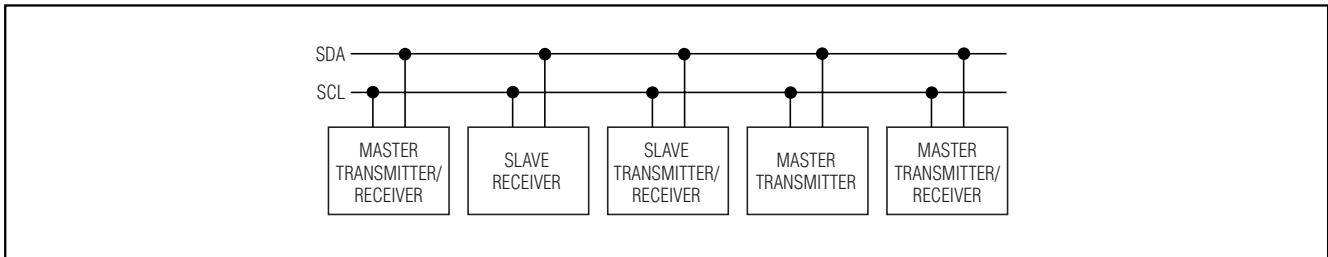 SDA
SCL
MASTER
TRANSMITTER/
RECEIVER
SLAVE
RECEIVER
SLAVE
TRANSMITTER/
RECEIVER
MASTER
TRANSMITTER
MASTER
TRANSMITTER/
RECEIVER